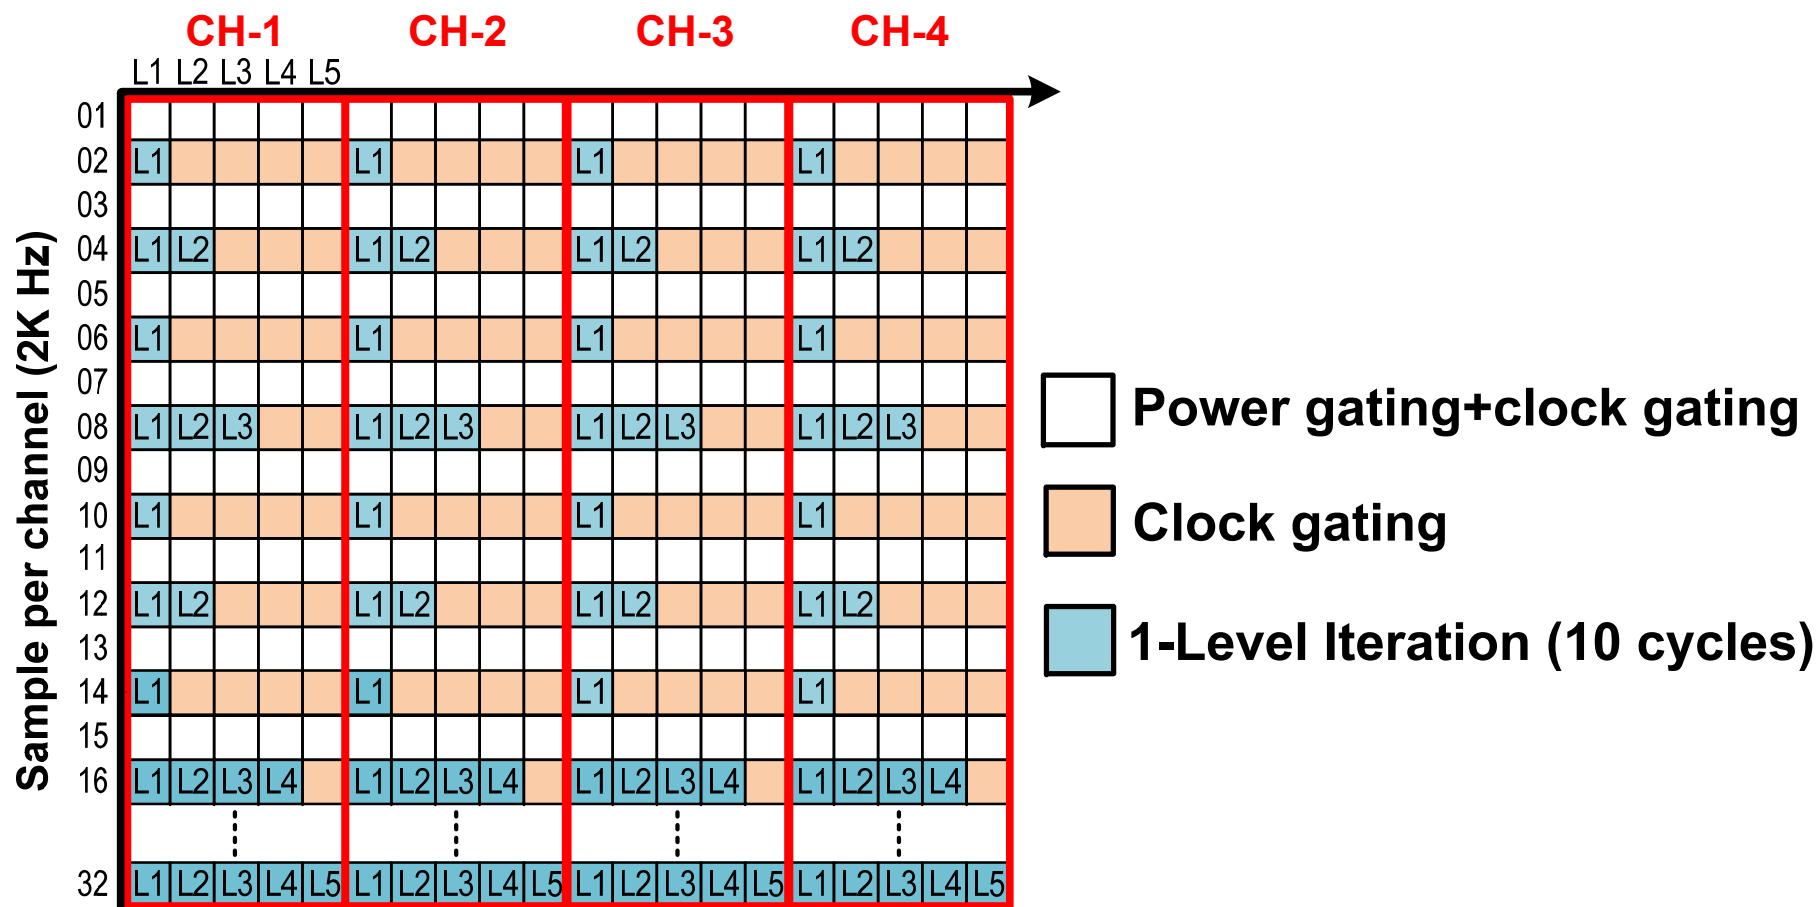 CH-1 CH-2 CH-3 CH-4
L1 L2 L3 L4 L5
Sample per channel (2K Hz)
01
02 L1 L1 L1 L1
03
04 L1 L2 L1 L2 L1 L2 L1 L2
05
06 L1 L1 L1 L1
07
08 L1 L2 L3 L1 L2 L3 L1 L2 L3 L1 L2 L3
09
10 L1 L1 L1 L1
11
12 L1 L2 L1 L2 L1 L2 L1 L2
13
14 L1 L1 L1 L1
15
16 L1 L2 L3 L4 L1 L2 L3 L4 L1 L2 L3 L4 L1 L2 L3 L4
32 L1 L2 L3 L4 L5 L1 L2 L3 L4 L5 L1 L2 L3 L4 L5 L1 L2 L3 L4 L5
Power gating+clock gating
Clock gating
1-Level Iteration (10 cycles)